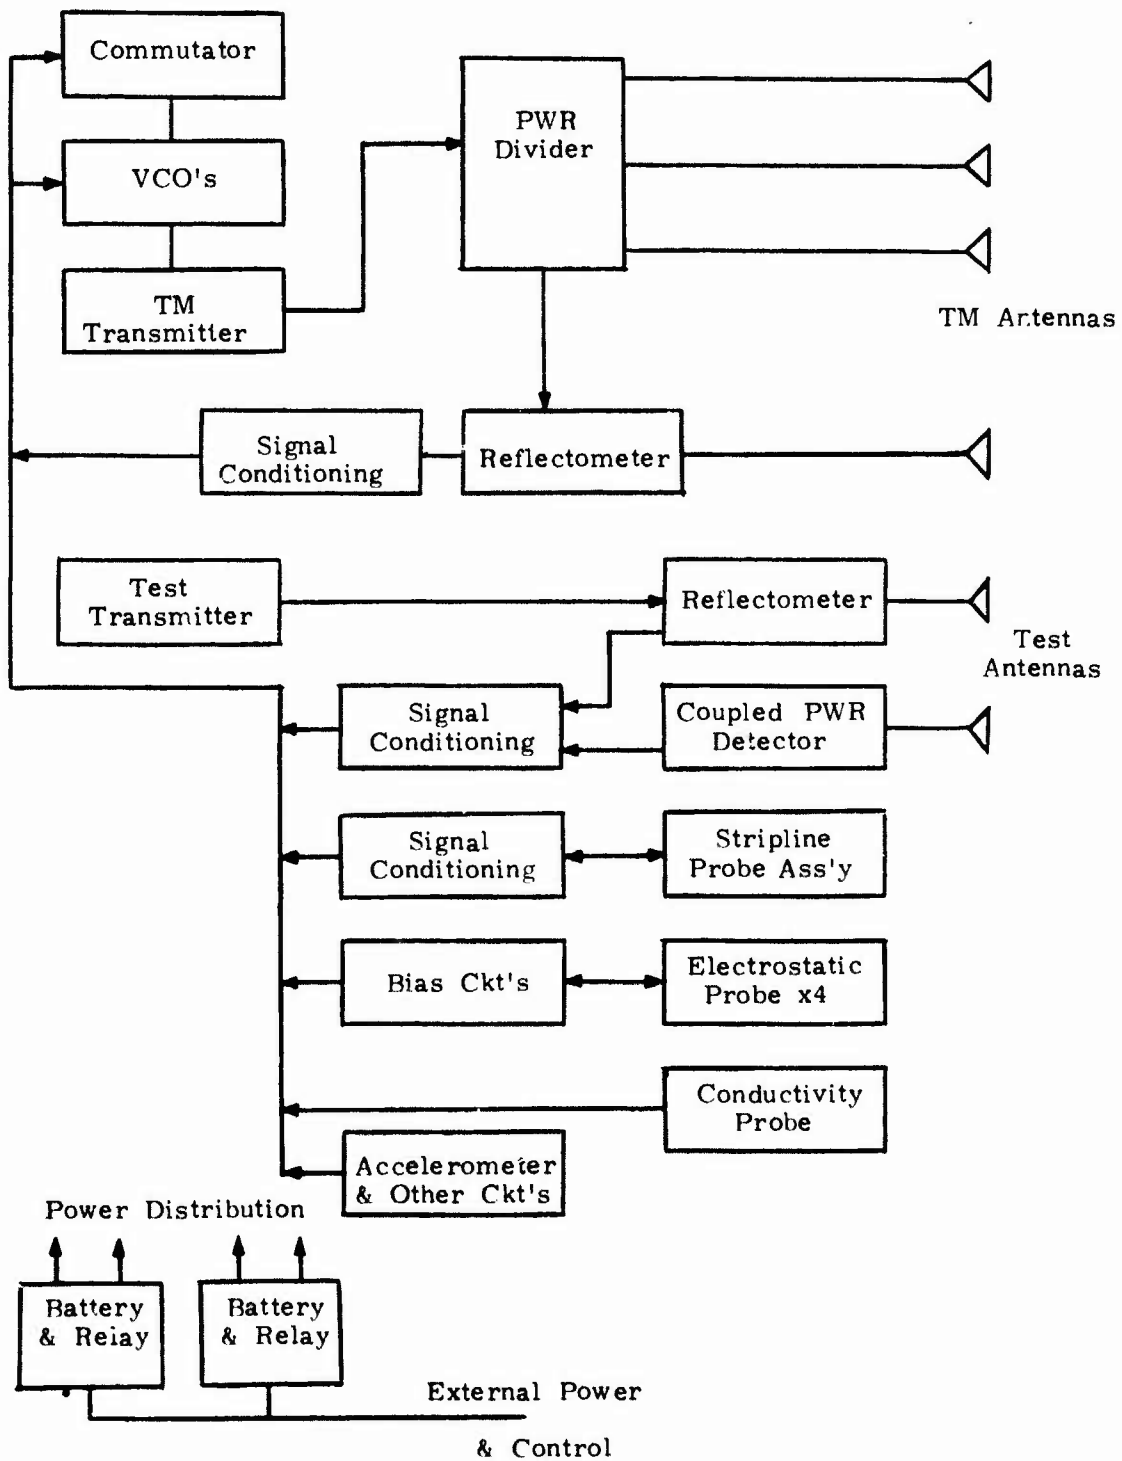 Commutator
PWR
Divider
VCO's
TM
Transmitter
TM Antennas
Signal
Conditioning
Reflectometer
Test
Transmitter
Reflectometer
Test
Antennas
Signal
Conditioning
Coupled PWR
Detector
Signal
Conditioning
Stripline
Probe Ass'y
Bias Ckt's
Electrostatic
Probe x4
Conductivity
Probe
Accelerometer
& Other Ckt's
Power Distribution
Battery
& Relay
Battery
& Relay
External Power
& Control